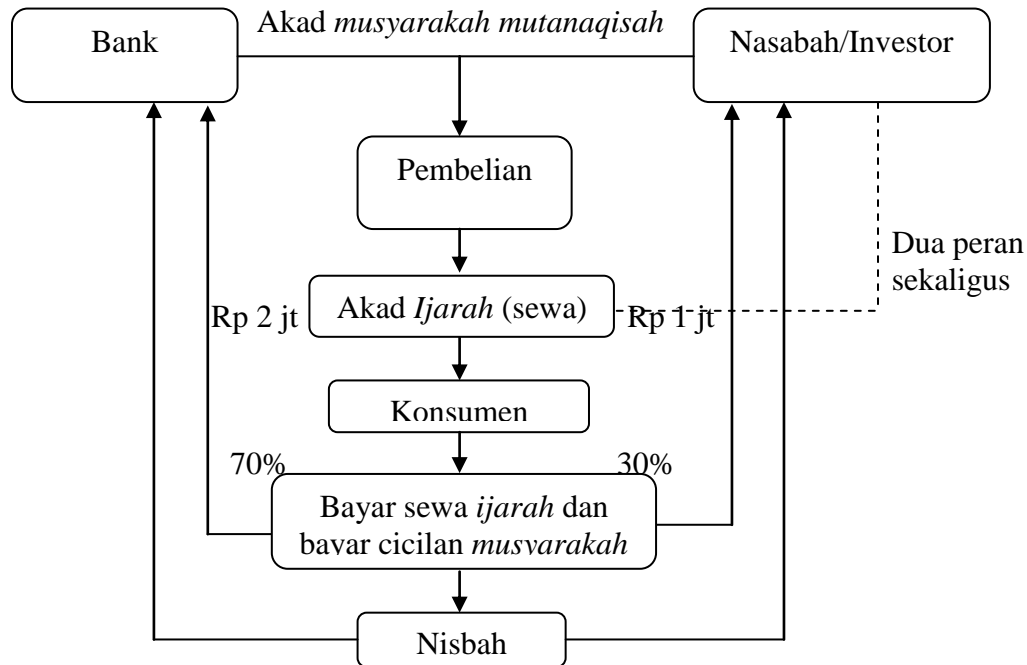 Bank
Akad musyarakah mutanaqisah
Nasabah/Investor
Pembelian
Dua peran
sekaligus
Rp 2 jt
Akad Ijarah (sewa)
Rp 1 jt
Konsumen
70%
30%
Bayar sewa ijarah dan
bayar cicilan musyarakah
Nisbah